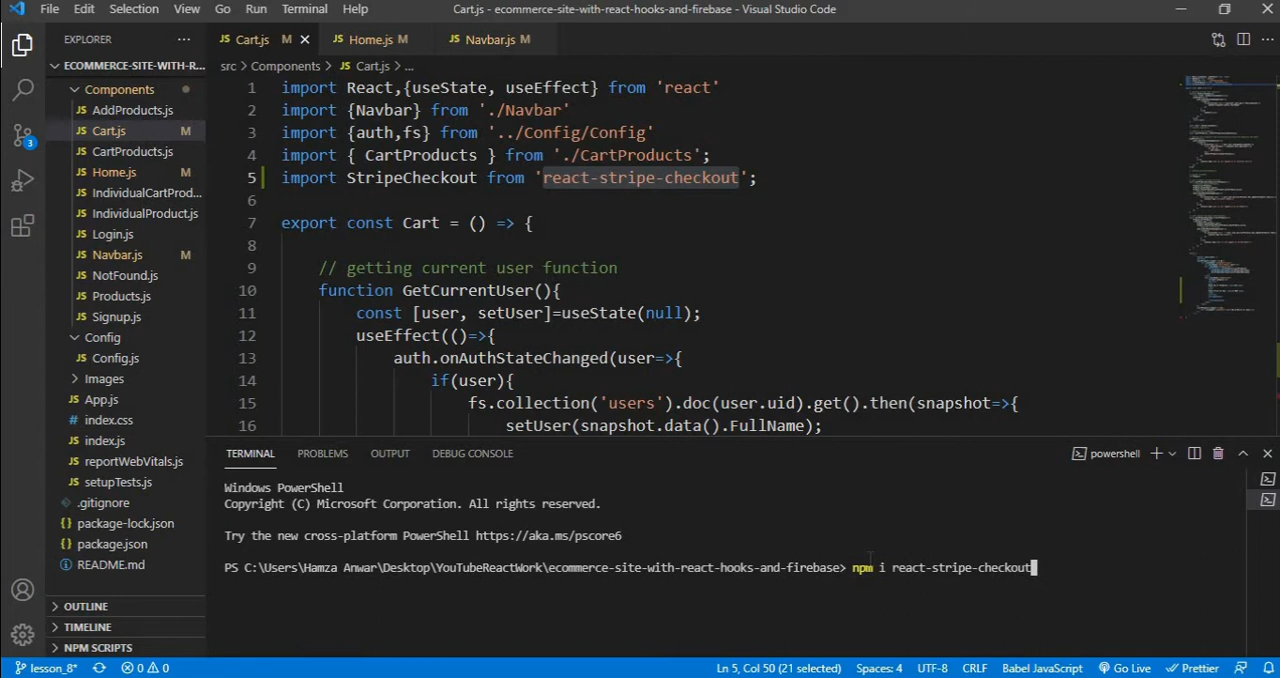 File Edit Selection View Go Run Terminal Help Cart.js - ecommerce-site-with-react-hooks-and-firebase - Visual Studio Code
EXPLORER
Cart.js M Home.js M Navbar.js M
ECOMMERCE-SITE-WITH-R...
src > Components > Cart.js > ...
Components
AddProducts.js
Cart.js M
CartProducts.js
Home.js M
IndividualCartProd...
IndividualProduct.js
Login.js
Navbar.js M
NotFound.js
Products.js
Signup.js
Config
Config.js
Images
App.js
index.css
index.js
reportWebVitals.js
setupTests.js
.gitignore
package-lock.json
package.json
README.md
OUTLINE
TIMELINE
NPM SCRIPTS
3
1 import React,{useState, useEffect} from 'react'
2 import {Navbar} from './Navbar'
3 import {auth,fs} from '../Config/Config'
4 import { CartProducts } from './CartProducts';
5 import StripeCheckout from 'react-stripe-checkout';
6
7 export const Cart = () => {
8
9 // getting current user function
10 function GetCurrentUser(){
11 const [user, setUser]=useState(null);
12 useEffect(()=>{
13 auth.onAuthStateChanged(user=>{
14 if(user){
15 fs.collection('users').doc(user.uid).get().then(snapshot=>{
16 setUser(snapshot.data().FullName);
TERMINAL PROBLEMS OUTPUT DEBUG CONSOLE powershell
Windows PowerShell
Copyright (C) Microsoft Corporation. All rights reserved.
Try the new cross-platform PowerShell https://aka.ms/pscore6
PS C:\Users\Hamza Anwar\Desktop\YouTubeReactWork\ecommerce-site-with-react-hooks-and-firebase> npm i react-stripe-checkout
lesson_8* 0 0 Ln 5, Col 50 (21 selected) Spaces: 4 UTF-8 CRLF Babel JavaScript Go Live Prettier